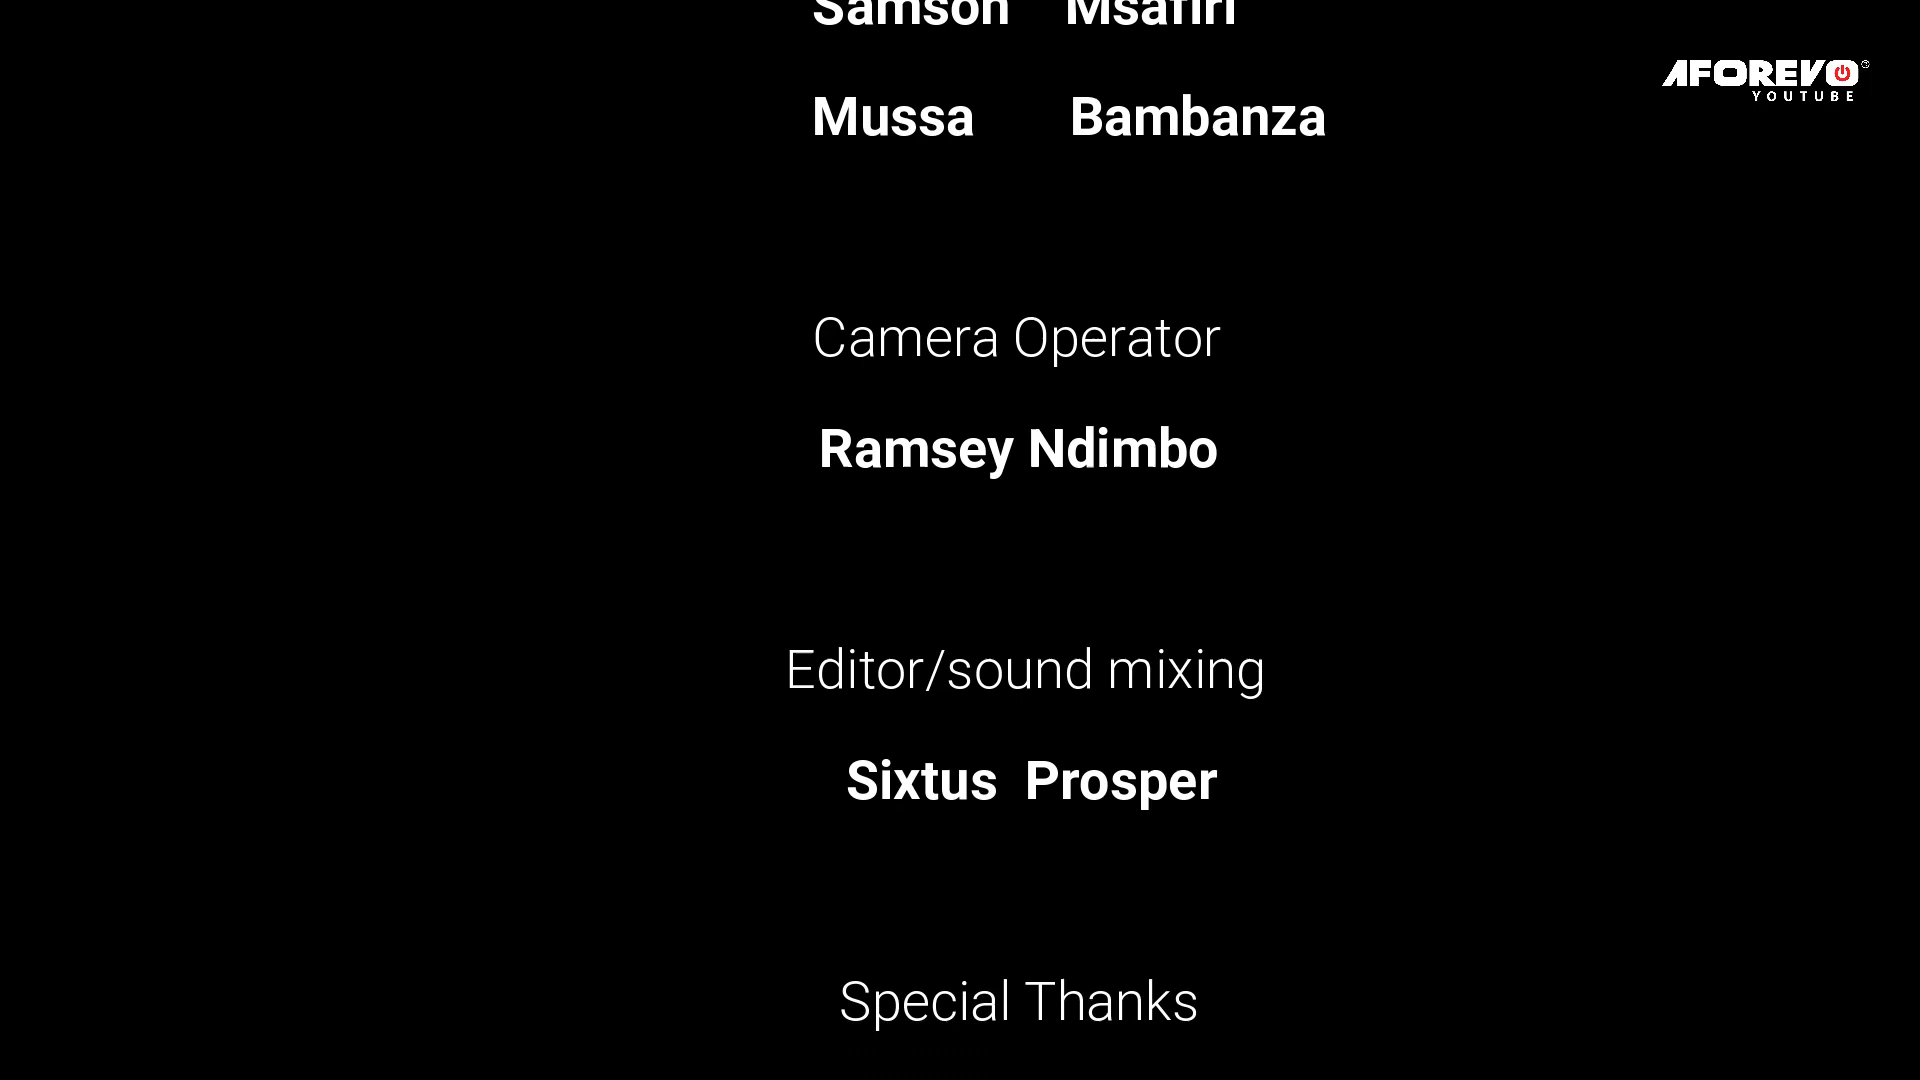 Samson Msafiri
AFOREVO
YOUTUBE
Mussa Bambanza
Camera Operator
Ramsey Ndimbo
Editor/sound mixing
Sixtus Prosper
Special Thanks